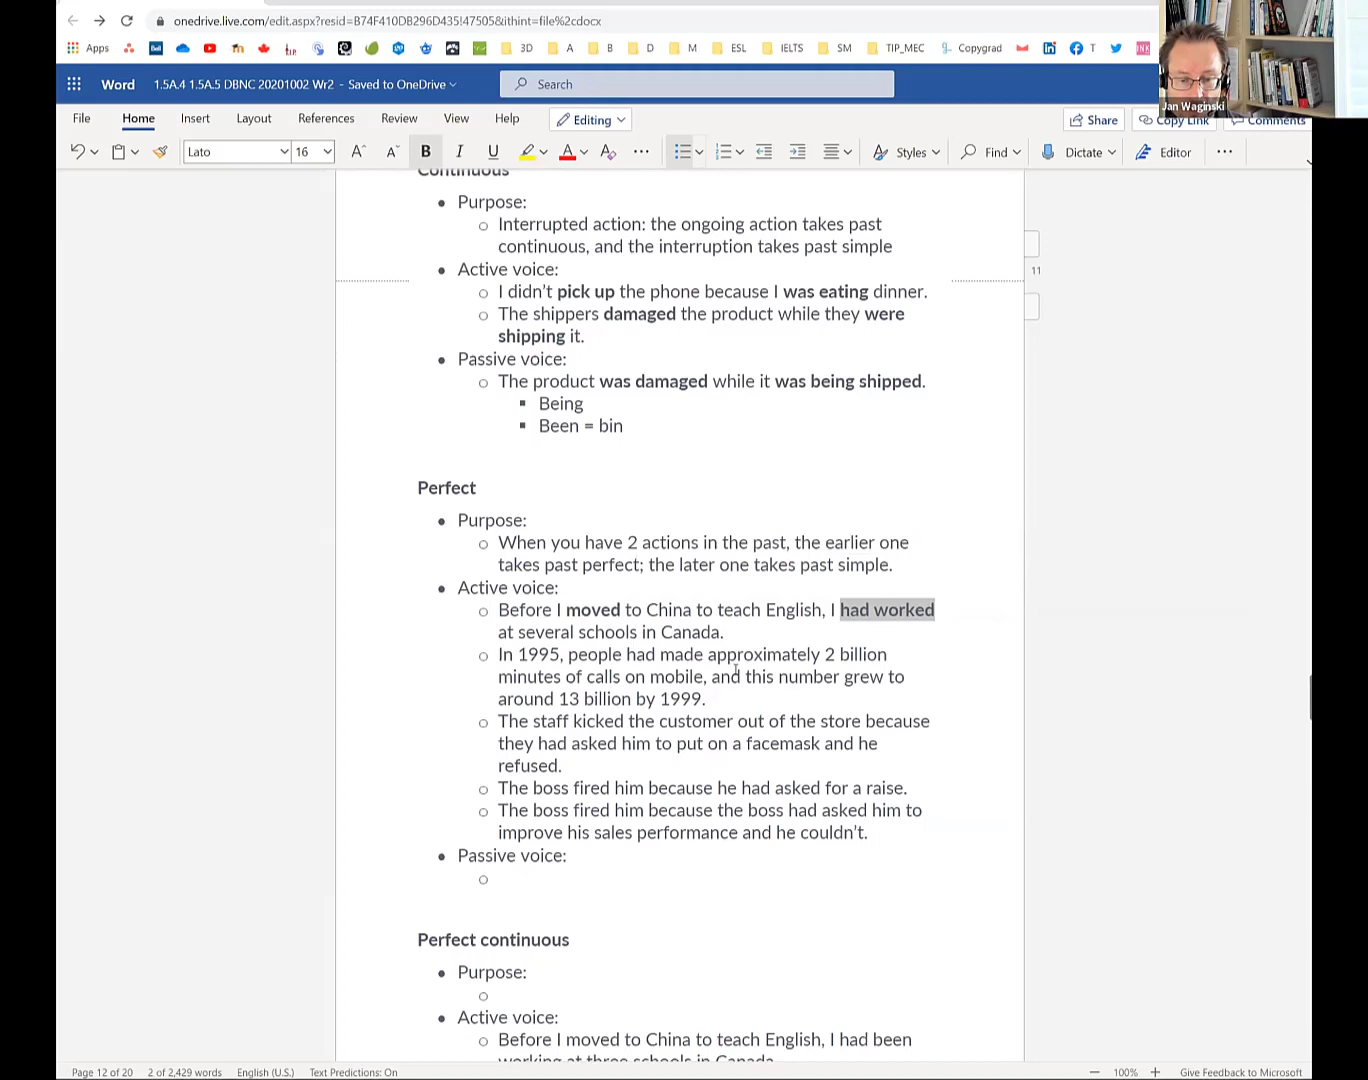 onedrive.live.com/edit.aspx?resid=B74F410DB296D435!47505&ithint=file%2cdocx
Apps 3D A B D M ESL IELTS SM TIP_MEC Copygrad T
Jan Waginski
Word 1.5A.4 1.5A.5 DBNC 20201002 Wr2 - Saved to OneDrive Search
File Home Insert Layout References Review View Help Editing Share Copy Link Comments
Lato 16 B I U A A Styles Find Dictate Editor
Continuous
Purpose:
Interrupted action: the ongoing action takes past
continuous, and the interruption takes past simple
Active voice:
11
I didn't pick up the phone because I was eating dinner.
The shippers damaged the product while they were
shipping it.
Passive voice:
The product was damaged while it was being shipped.
Being
Been = bin
Perfect
Purpose:
When you have 2 actions in the past, the earlier one
takes past perfect; the later one takes past simple.
Active voice:
Before I moved to China to teach English, I had worked
at several schools in Canada.
In 1995, people had made approximately 2 billion
minutes of calls on mobile, and this number grew to
around 13 billion by 1999.
The staff kicked the customer out of the store because
they had asked him to put on a facemask and he
refused.
The boss fired him because he had asked for a raise.
The boss fired him because the boss had asked him to
improve his sales performance and he couldn't.
Passive voice:
Perfect continuous
Purpose:
Active voice:
Before I moved to China to teach English, I had been
working at three schools in Canada
Page 12 of 20 2 of 2,429 words English (U.S.) Text Predictions: On 100% Give Feedback to Microsoft